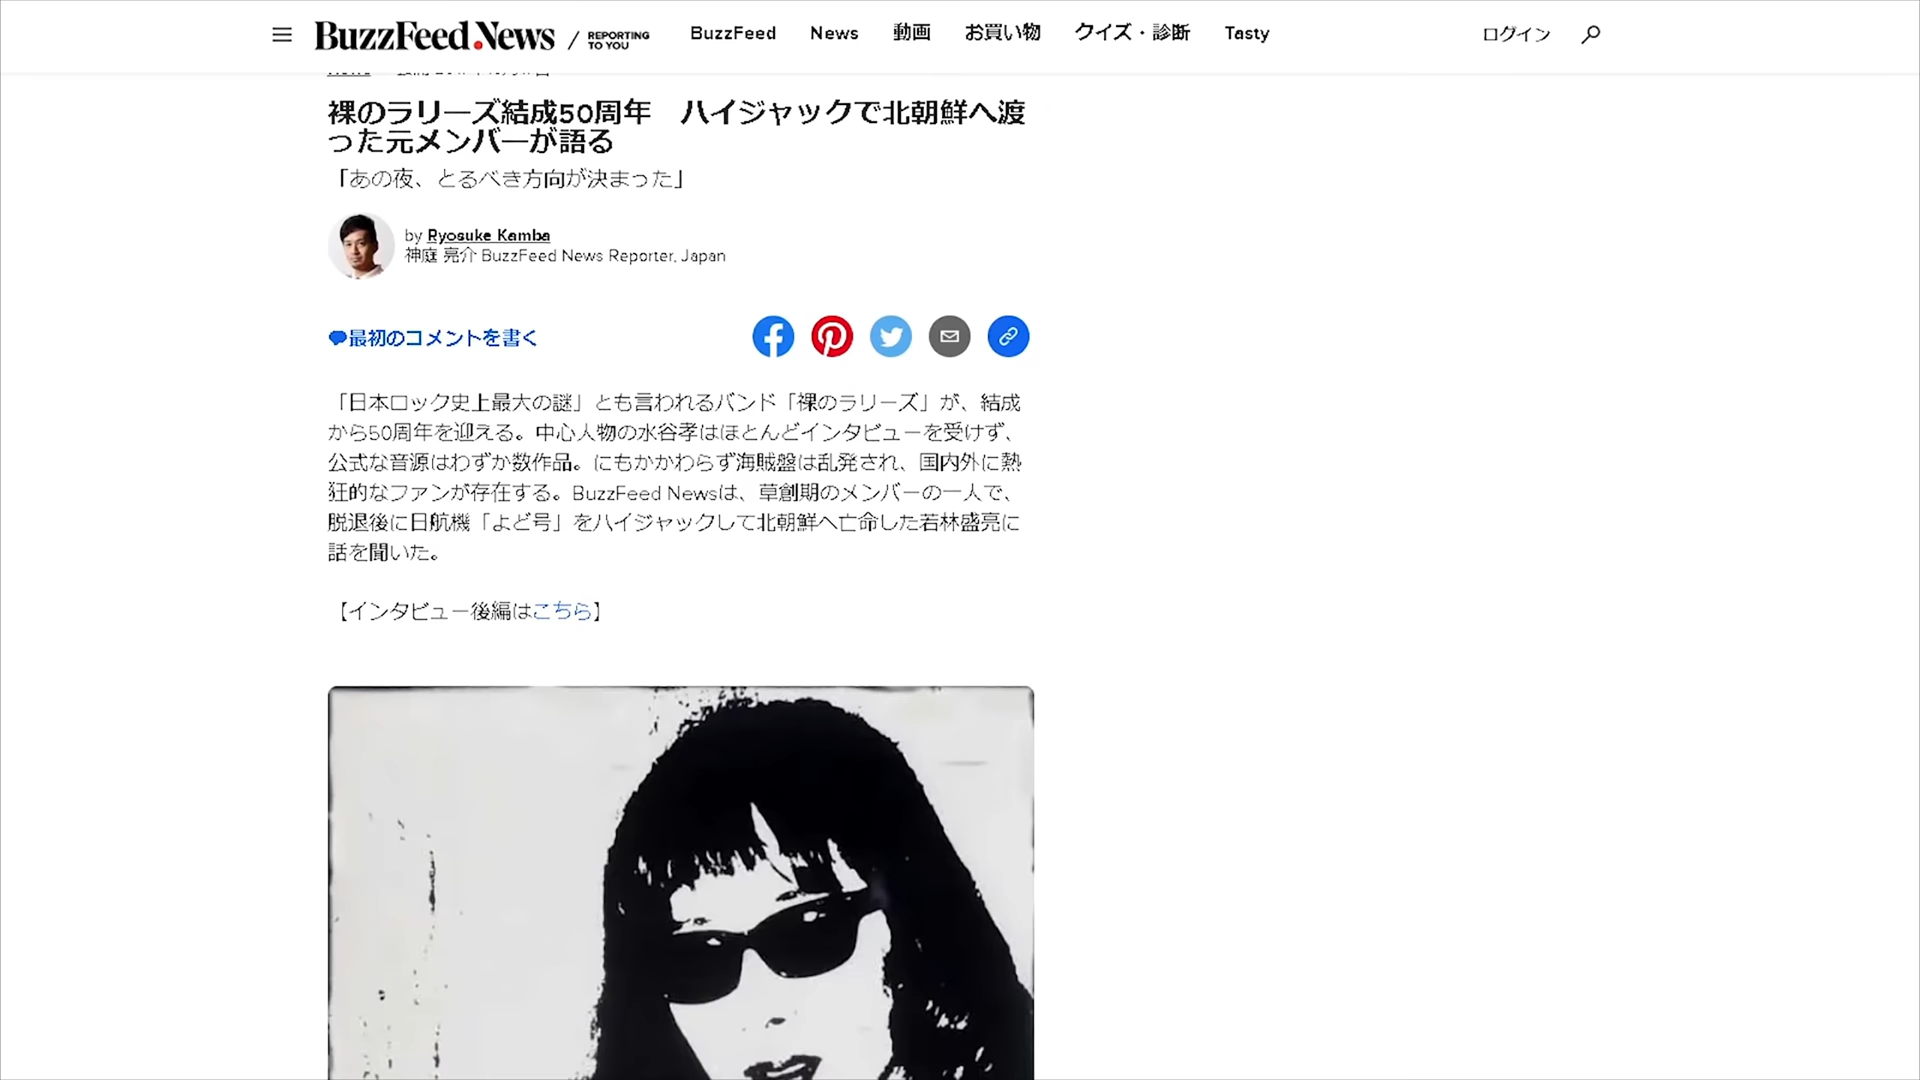 BuzzFeed News / REPORTING TO YOU
BuzzFeed News 動画 お買い物 クイズ・診断 Tasty
ログイン
裸のラリーズ結成50周年　ハイジャックで北朝鮮へ渡
った元メンバーが語る
「あの夜、とるべき方向が決まった」
by Ryosuke Kamba
神庭 亮介 BuzzFeed News Reporter, Japan
最初のコメントを書く
「日本ロック史上最大の謎」とも言われるバンド「裸のラリーズ」が、結成
から50周年を迎える。中心人物の水谷孝はほとんどインタビューを受けず、
公式な音源はわずか数作品。にもかかわらず海賊盤は乱発され、国内外に熱
狂的なファンが存在する。BuzzFeed Newsは、草創期のメンバーの一人で、
脱退後に日航機「よど号」をハイジャックして北朝鮮へ亡命した若林盛亮に
話を聞いた。
【インタビュー後編はこちら】